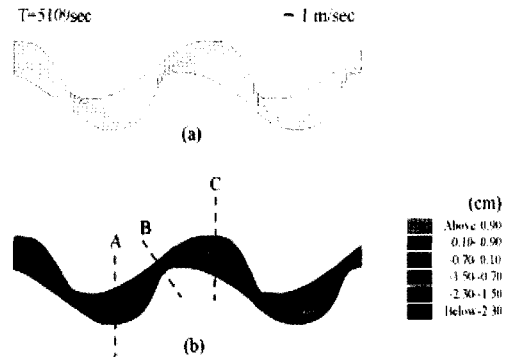 T=5100sec
1 m/sec
(a)
C
B
A
(cm)
Above 0.90
0.10- 0.90
-0.70- 0.10
-1.50- -0.70
-2.30- -1.50
Below -2.30
(b)